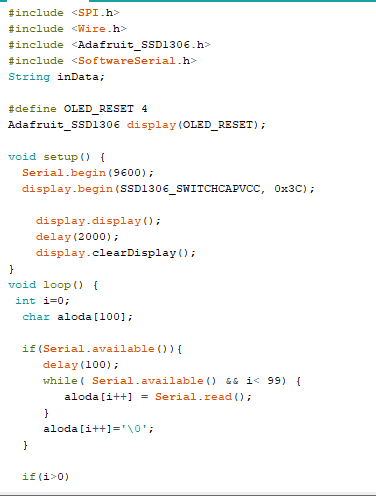 #include <SPI.h>
#include <Wire.h>
#include <Adafruit_SSD1306.h>
#include <SoftwareSerial.h>
String inData;

#define OLED_RESET 4
Adafruit_SSD1306 display(OLED_RESET);

void setup() {
  Serial.begin(9600);
  display.begin(SSD1306_SWITCHCAPVCC, 0x3C);

    display.display();
    delay(2000);
    display.clearDisplay();
}
void loop() {
 int i=0;
  char aloda[100];

  if(Serial.available()){
     delay(100);
     while( Serial.available() && i< 99) {
        aloda[i++] = Serial.read();
     }
     aloda[i++]='\0';
  }

  if(i>0)